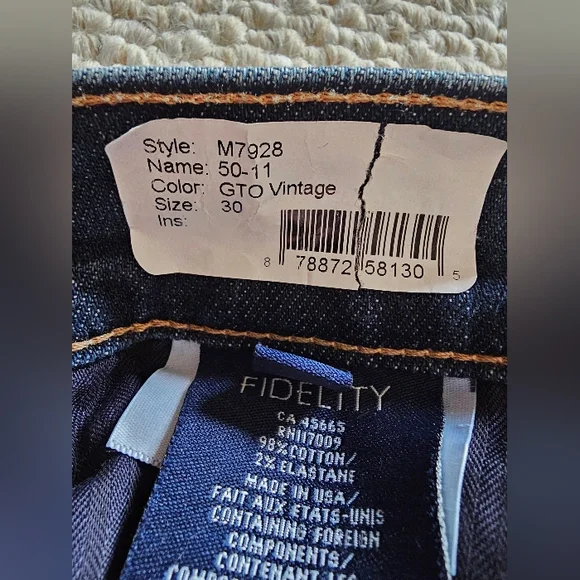 Style: M7928
Name: 50-11
Color: GTO Vintage
Size: 30
Ins:
8 78872 58130 5
FIDELITY
CA 45665
RN117009
98% COTTON/
2% ELASTANE
MADE IN USA/
FAIT AUX ETATS-UNIS
CONTAINING FOREIGN
COMPONENTS/
CONTENANT